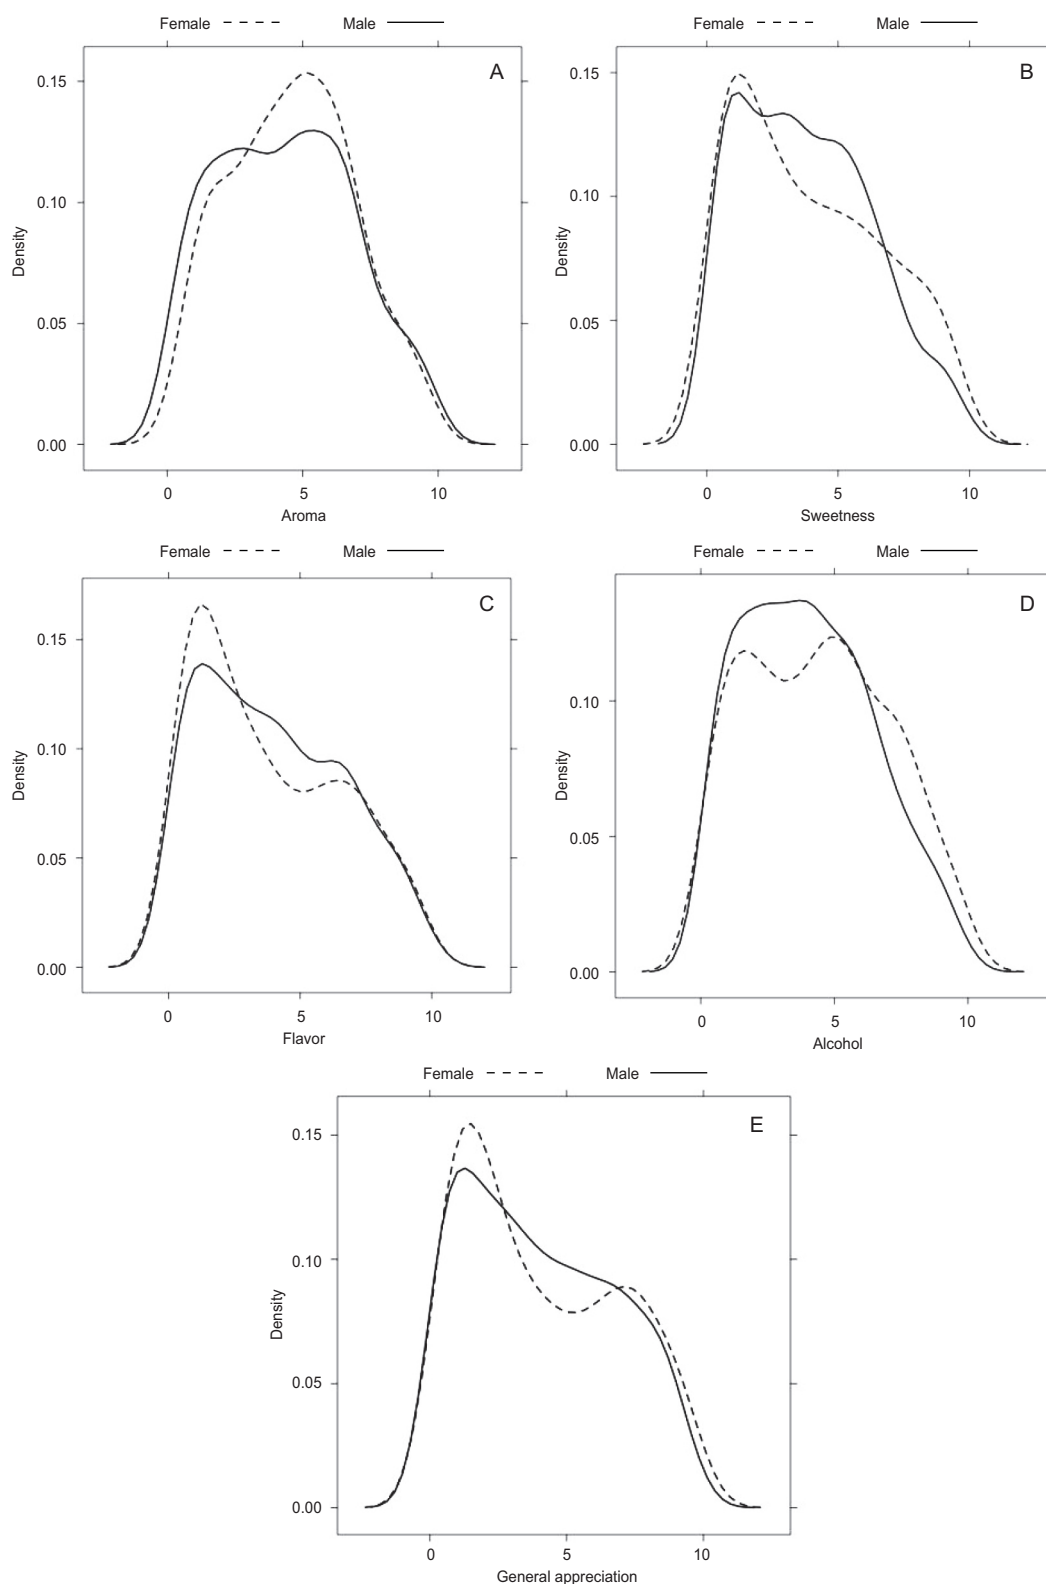 Female Male Female Male
A B
0.15 0.15
0.10 0.10
Density Density
0.05 0.05
0.00 0.00
0 5 10 0 5 10
Aroma Sweetness
Female Male Female Male
C D
0.15
0.10 0.10
Density Density
0.05 0.05
0.00 0.00
0 5 10 0 5 10
Flavor Alcohol
Female Male
E
0.15
0.10
Density
0.05
0.00
0 5 10
General appreciation